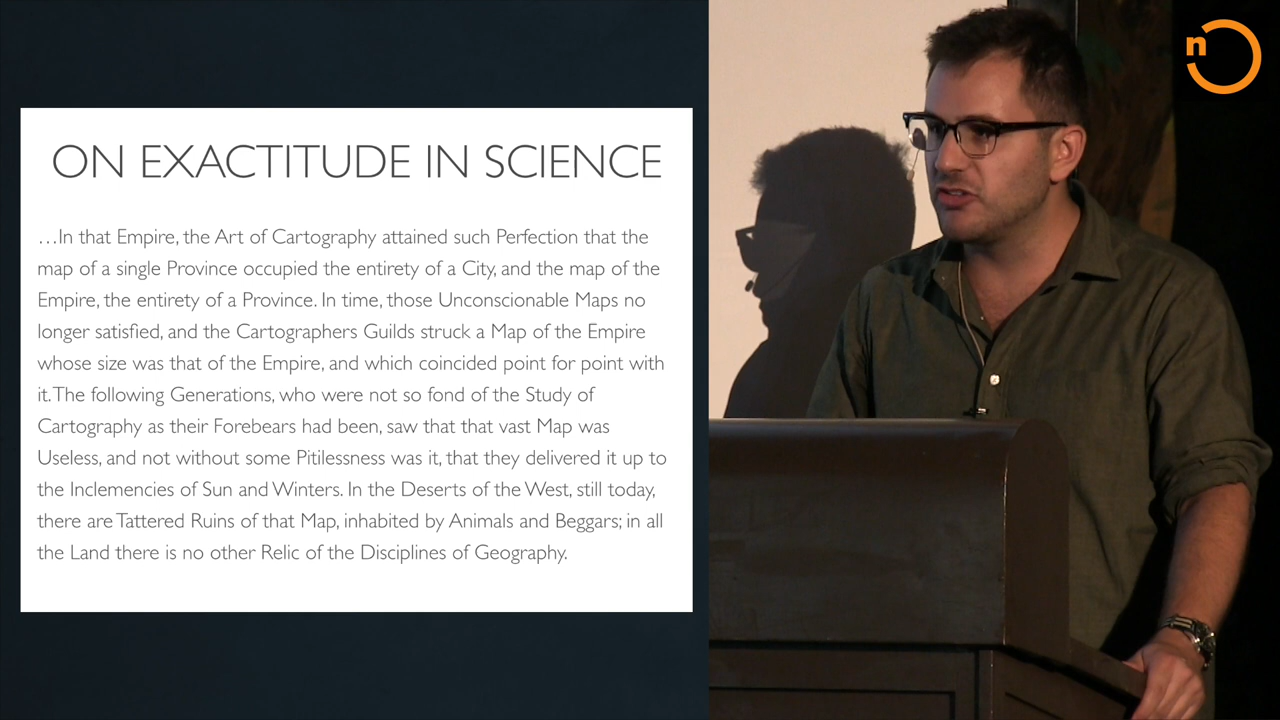 ON EXACTITUDE IN SCIENCE
…In that Empire, the Art of Cartography attained such Perfection that the
map of a single Province occupied the entirety of a City, and the map of the
Empire, the entirety of a Province. In time, those Unconscionable Maps no
longer satisfied, and the Cartographers Guilds struck a Map of the Empire
whose size was that of the Empire, and which coincided point for point with
it. The following Generations, who were not so fond of the Study of
Cartography as their Forebears had been, saw that that vast Map was
Useless, and not without some Pitilessness was it, that they delivered it up to
the Inclemencies of Sun and Winters. In the Deserts of the West, still today,
there are Tattered Ruins of that Map, inhabited by Animals and Beggars; in all
the Land there is no other Relic of the Disciplines of Geography.
n